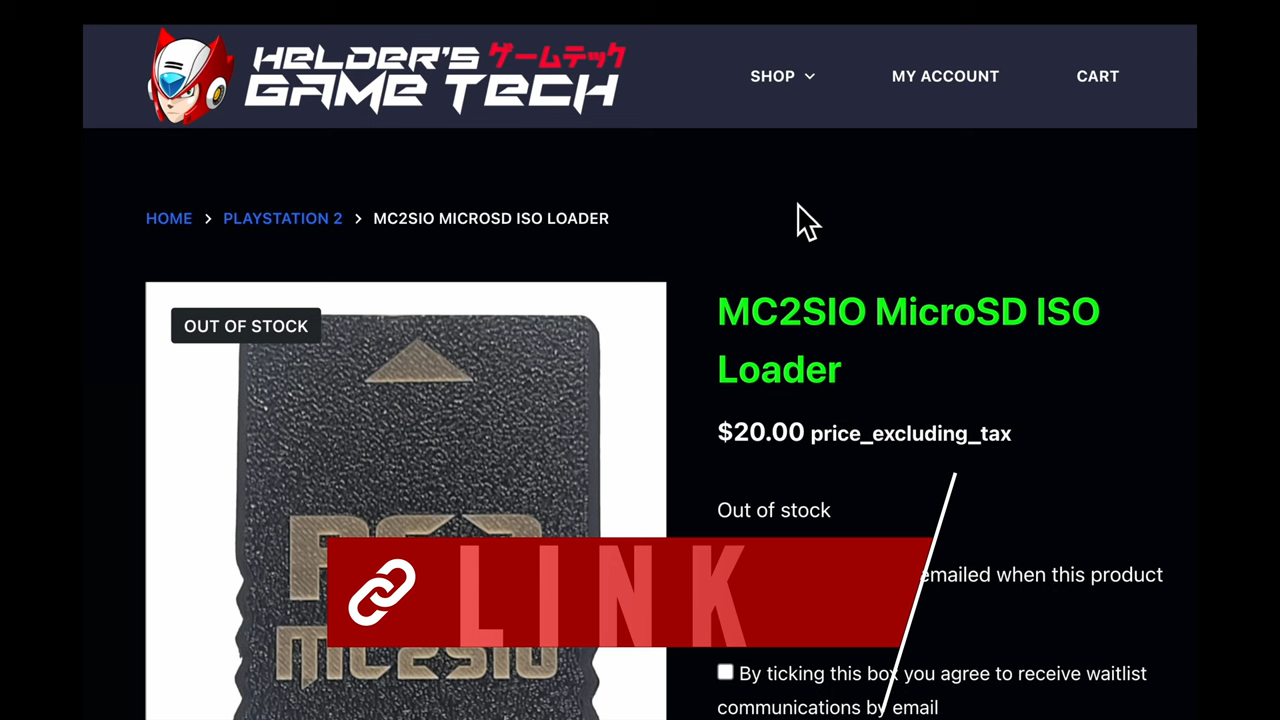 HELDER'S ゲームテック
GAME TECH
SHOP
MY ACCOUNT
CART
HOME > PLAYSTATION 2 > MC2SIO MICROSD ISO LOADER
OUT OF STOCK
MC2SIO MicroSD ISO
Loader
$20.00 price_excluding_tax
Out of stock
emailed when this product
LINK
PS2
MC2SIO
By ticking this box you agree to receive waitlist
communications by email